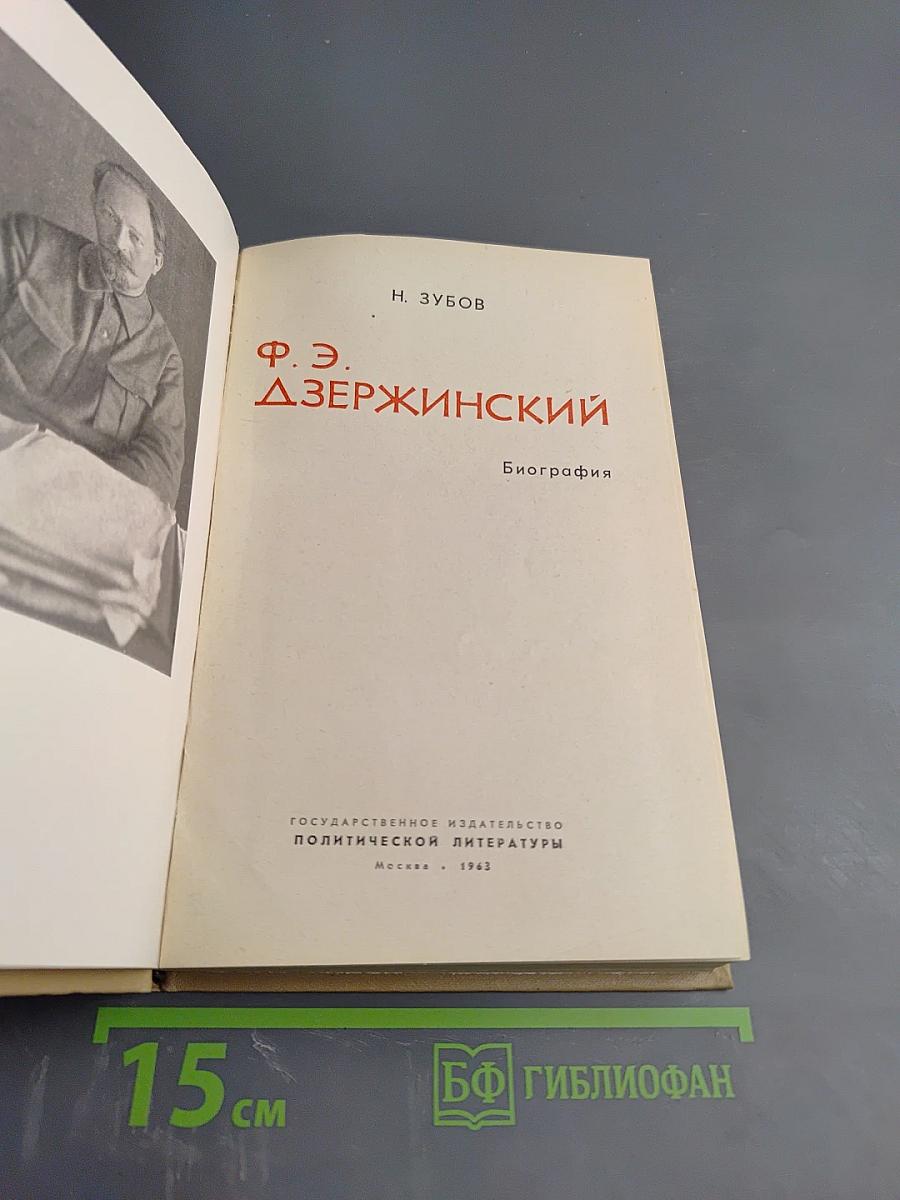 Н. ЗУБОВ
Ф. Э.
ДЗЕРЖИНСКИЙ
Биография
ГОСУДАРСТВЕННОЕ ИЗДАТЕЛЬСТВО
ПОЛИТИЧЕСКОЙ ЛИТЕРАТУРЫ
Москва • 1963
15 см
БФ ГИБЛИОФАН